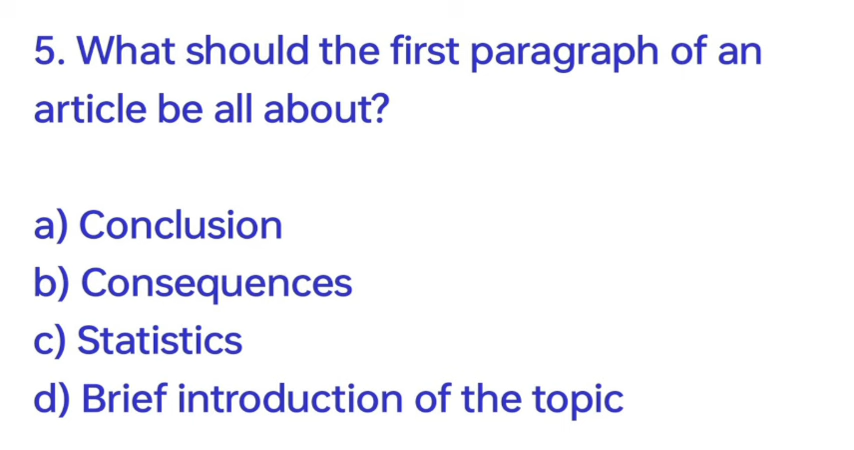 5. What should the first paragraph of an
article be all about?
a) Conclusion
b) Consequences
c) Statistics
d) Brief introduction of the topic